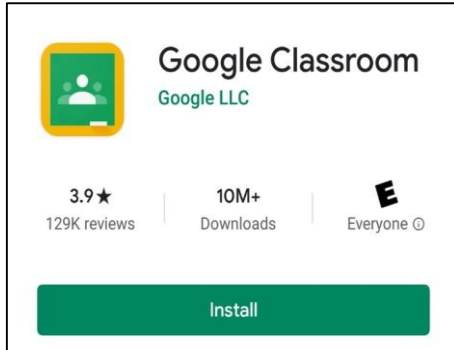 Google Classroom
Google LLC
3.9★ 10M+ E
129K reviews Downloads Everyone ⓘ
Install